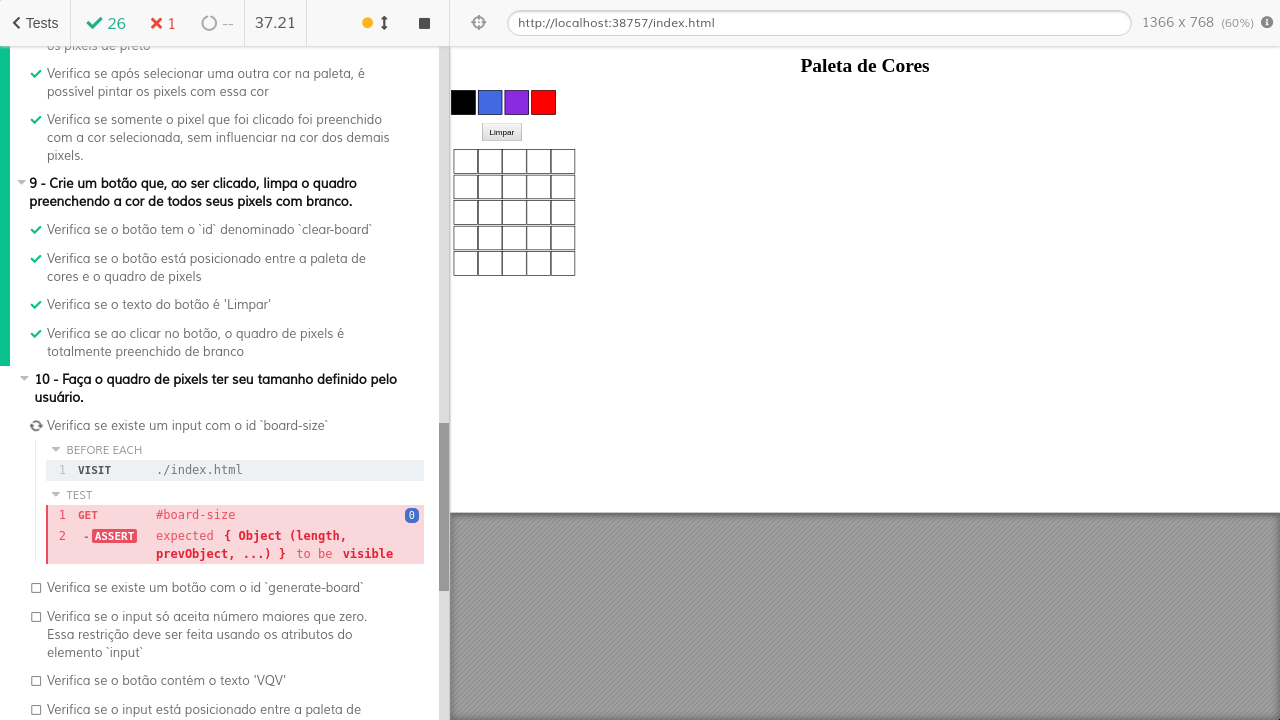 Tests
26
1
--
37.21
http://localhost:38757/index.html
1366 x 768 (60%)
os pixels de preto
Verifica se após selecionar uma outra cor na paleta, é
possível pintar os pixels com essa cor
Verifica se somente o pixel que foi clicado foi preenchido
com a cor selecionada, sem influenciar na cor dos demais
pixels.
9 - Crie um botão que, ao ser clicado, limpa o quadro
preenchendo a cor de todos seus pixels com branco.
Verifica se o botão tem o `id` denominado `clear-board`
Verifica se o botão está posicionado entre a paleta de
cores e o quadro de pixels
Verifica se o texto do botão é 'Limpar'
Verifica se ao clicar no botão, o quadro de pixels é
totalmente preenchido de branco
10 - Faça o quadro de pixels ter seu tamanho definido pelo
usuário.
Verifica se existe um input com o id `board-size`
BEFORE EACH
1 VISIT ./index.html
TEST
1 GET #board-size 0
2 -ASSERT expected { Object (length,
prevObject, ...) } to be visible
Verifica se existe um botão com o id `generate-board`
Verifica se o input só aceita número maiores que zero.
Essa restrição deve ser feita usando os atributos do
elemento `input`
Verifica se o botão contém o texto 'VQV'
Verifica se o input está posicionado entre a paleta de
Paleta de Cores
Limpar